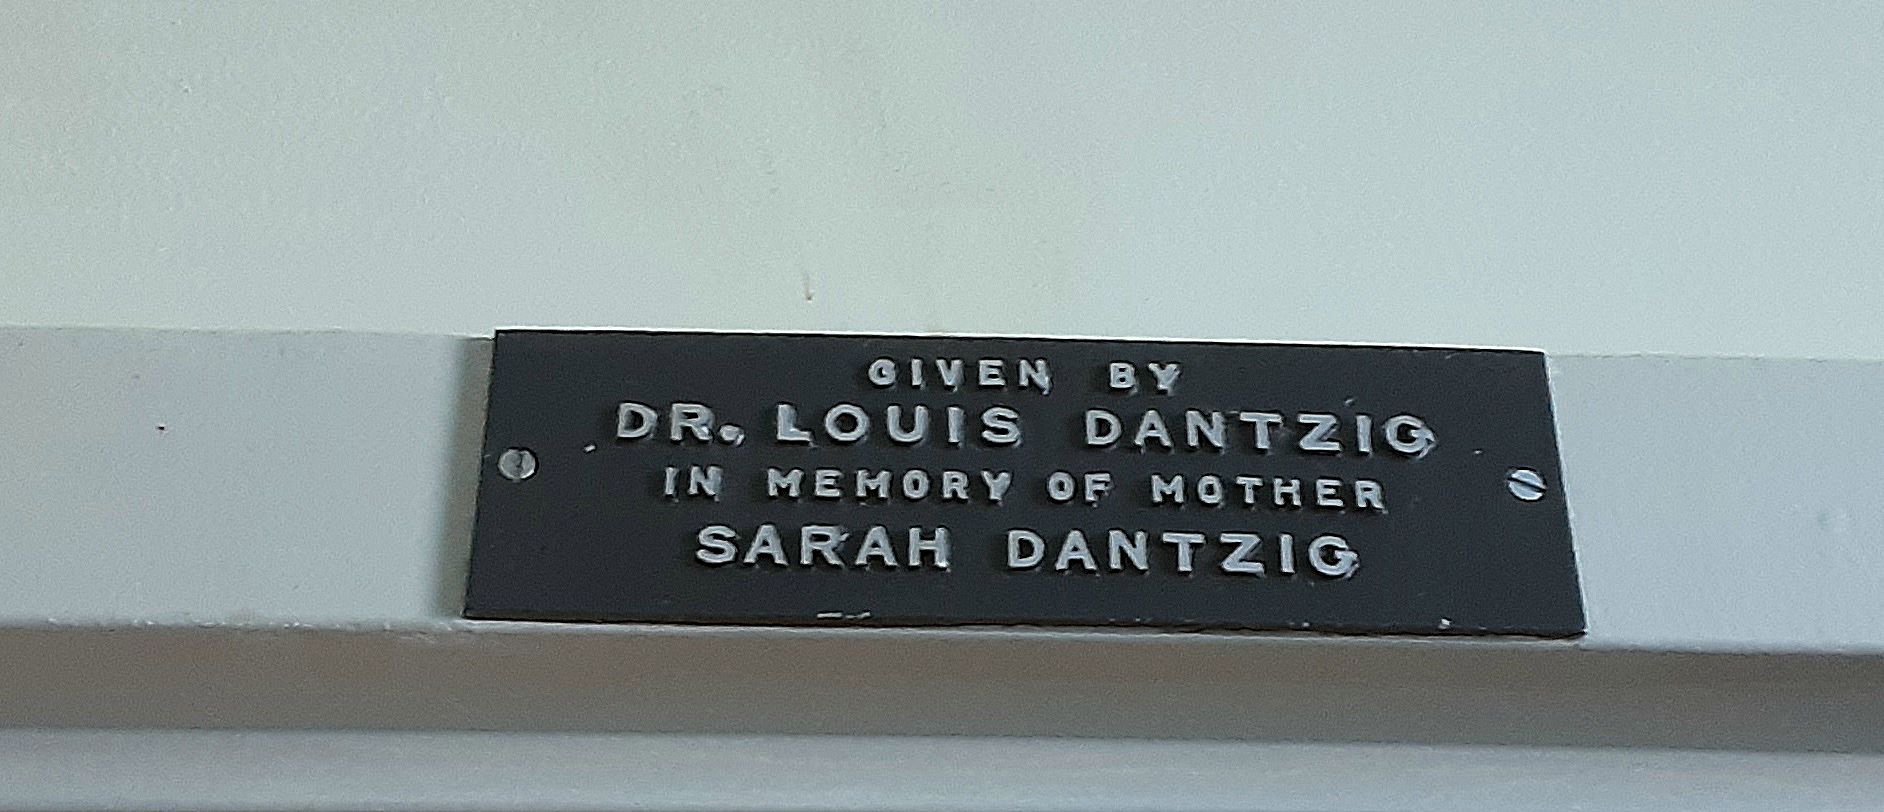 GIVEN BY
DR. LOUIS DANTZIG
IN MEMORY OF MOTHER
SARAH DANTZIG